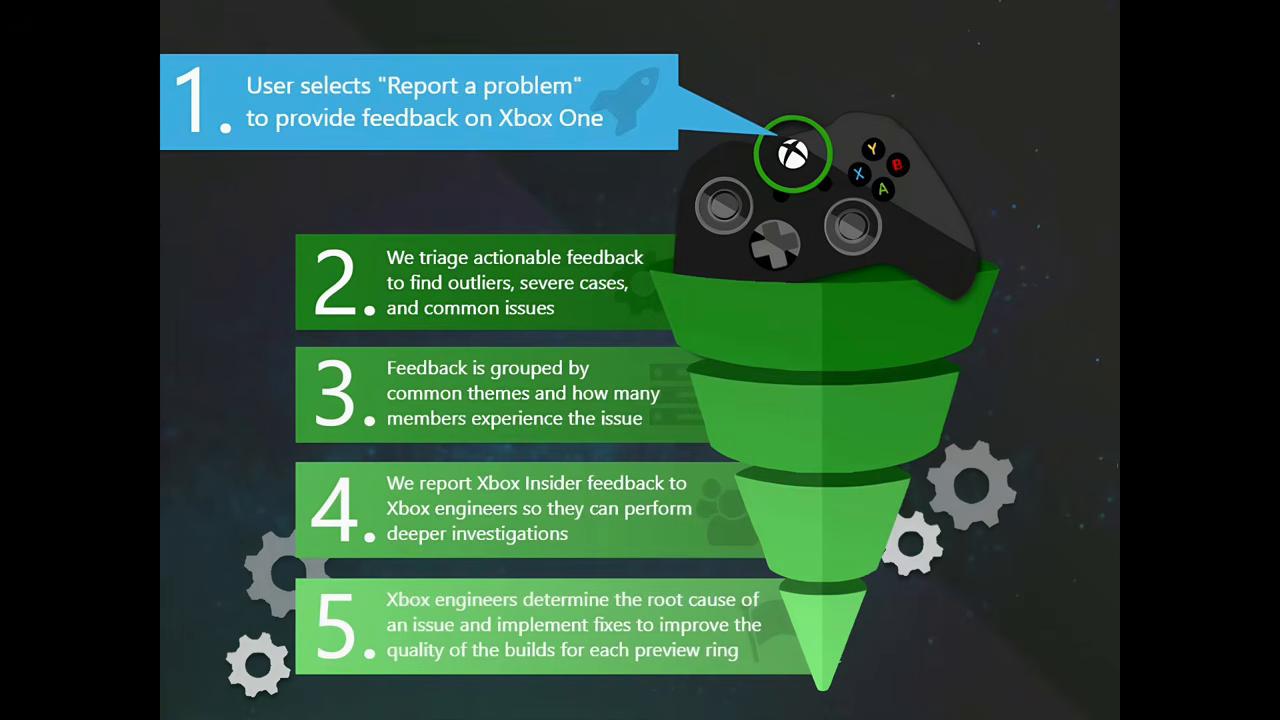 1. User selects "Report a problem"
to provide feedback on Xbox One
Y
B
X
A
2. We triage actionable feedback
to find outliers, severe cases,
and common issues
3. Feedback is grouped by
common themes and how many
members experience the issue
4. We report Xbox Insider feedback to
Xbox engineers so they can perform
deeper investigations
5. Xbox engineers determine the root cause of
an issue and implement fixes to improve the
quality of the builds for each preview ring